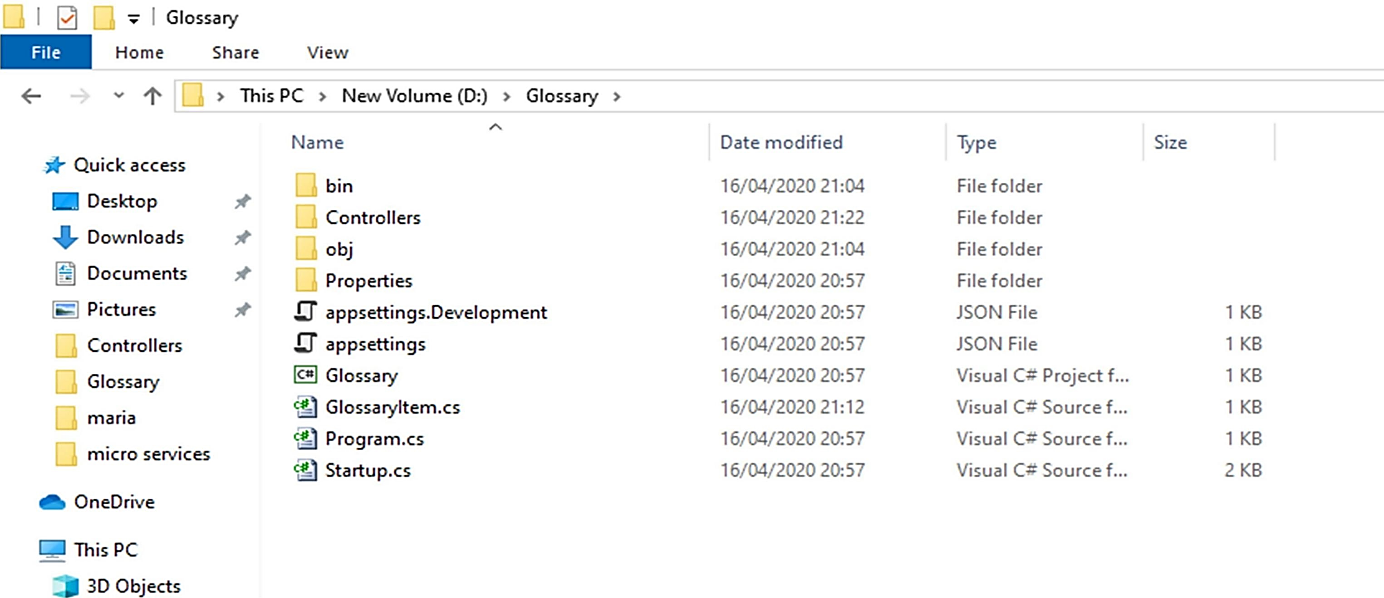 Glossary
File Home Share View
This PC New Volume (D:) Glossary
Name Date modified Type Size
Quick access
Desktop
Downloads
Documents
Pictures
Controllers
Glossary
maria
micro services
OneDrive
This PC
3D Objects
bin 16/04/2020 21:04 File folder
Controllers 16/04/2020 21:22 File folder
obj 16/04/2020 21:04 File folder
Properties 16/04/2020 20:57 File folder
appsettings.Development 16/04/2020 20:57 JSON File 1 KB
appsettings 16/04/2020 20:57 JSON File 1 KB
C# Glossary 16/04/2020 20:57 Visual C# Project f... 1 KB
C# GlossaryItem.cs 16/04/2020 21:12 Visual C# Source f... 1 KB
C# Program.cs 16/04/2020 20:57 Visual C# Source f... 1 KB
C# Startup.cs 16/04/2020 20:57 Visual C# Source f... 2 KB